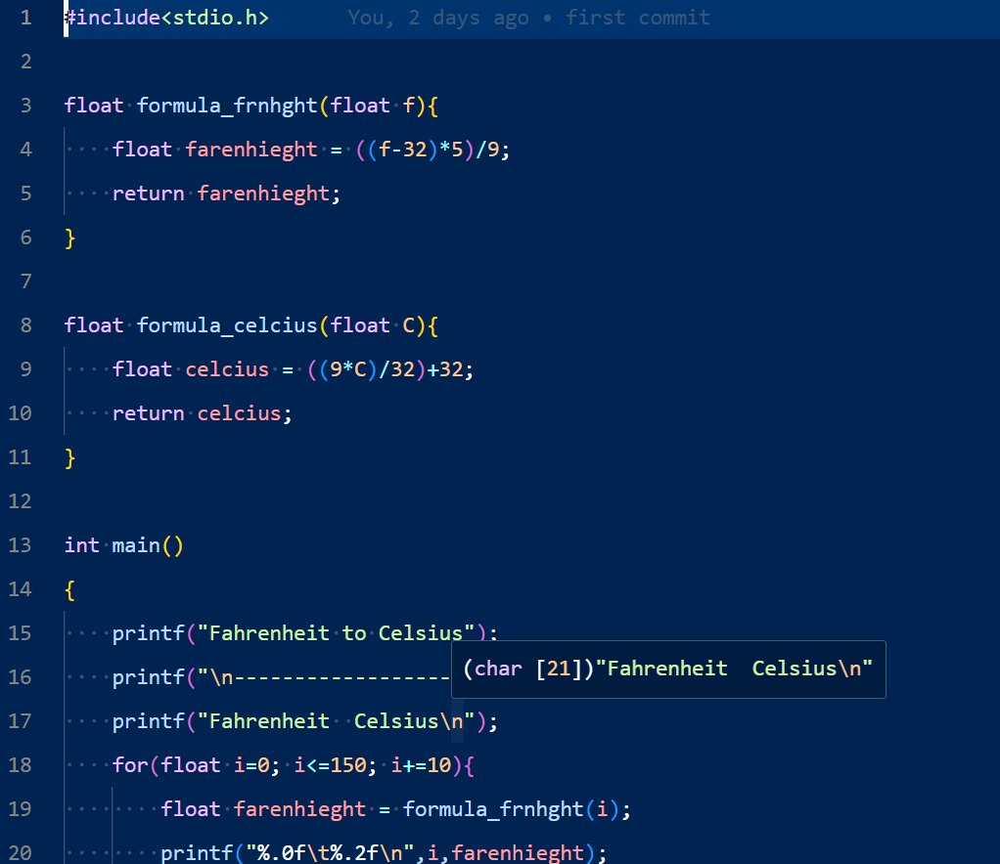 1 #include<stdio.h> You, 2 days ago • first commit
2
3 float formula_frnhght(float f){
4 float farenhieght = ((f-32)*5)/9;
5 return farenhieght;
6 }
7
8 float formula_celcius(float C){
9 float celcius = ((9*C)/32)+32;
10 return celcius;
11 }
12
13 int main()
14 {
15 printf("Fahrenheit to Celsius");
16 printf("\n------------------
(char [21])"Fahrenheit  Celsius\n"
17 printf("Fahrenheit  Celsius\n");
18 for(float i=0; i<=150; i+=10){
19 float farenhieght = formula_frnhght(i);
20 printf("%.0f\t%.2f\n",i,farenhieght);